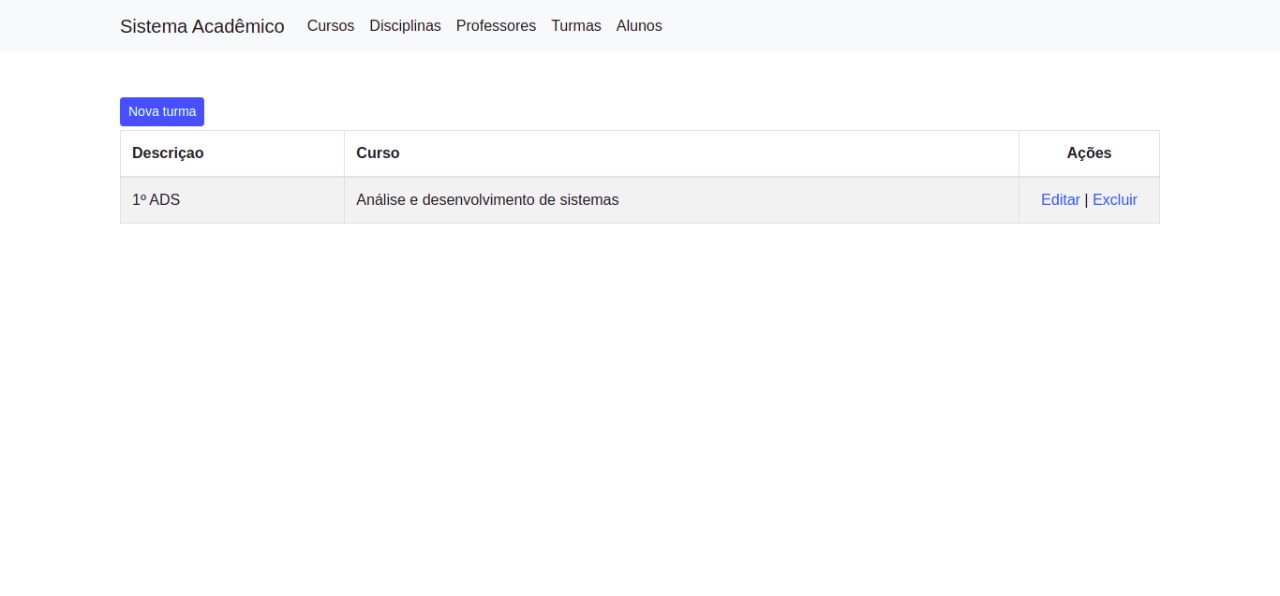 Sistema Acadêmico Cursos Disciplinas Professores Turmas Alunos
Nova turma
Descriçao Curso Ações
1º ADS Análise e desenvolvimento de sistemas Editar | Excluir